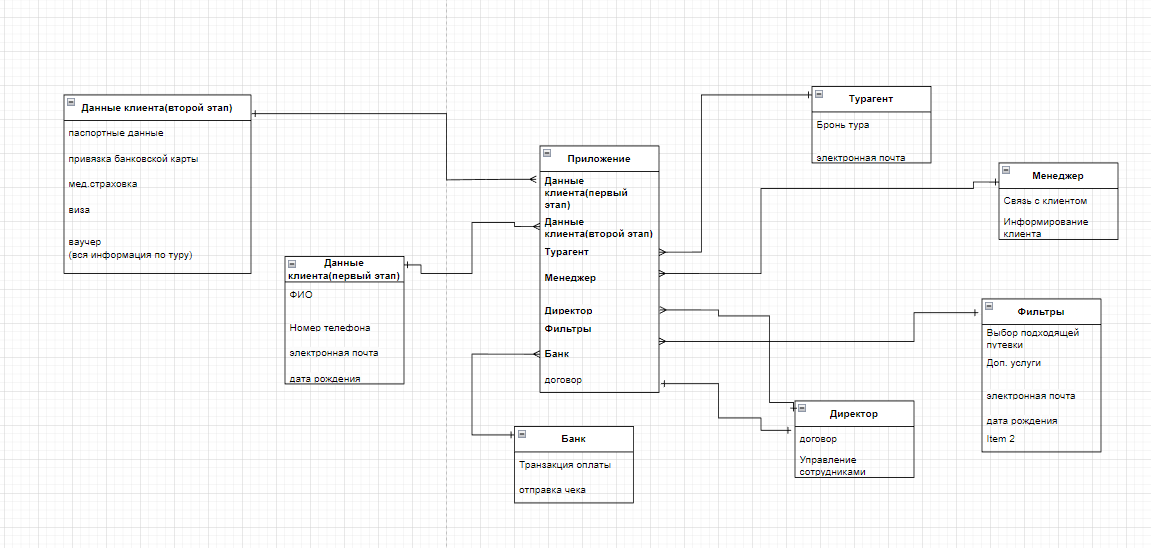 Данные клиента(второй этап)
паспортные данные
привязка банковской карты
мед.страховка
виза
ваучер
(вся информация по туру)
Данные
клиента(первый этап)
ФИО
Номер телефона
электронная почта
дата рождения
Приложение
Данные
клиента(первый
этап)
Данные
клиента(второй этап)
Турагент
Менеджер
Директор
Фильтры
Банк
договор
Банк
Транзакция оплаты
отправка чека
Турагент
Бронь тура
электронная почта
Менеджер
Связь с клиентом
Информирование
клиента
Фильтры
Выбор подходящей
путевки
Доп. услуги
электронная почта
дата рождения
Item 2
Директор
договор
Управление
сотрудниками